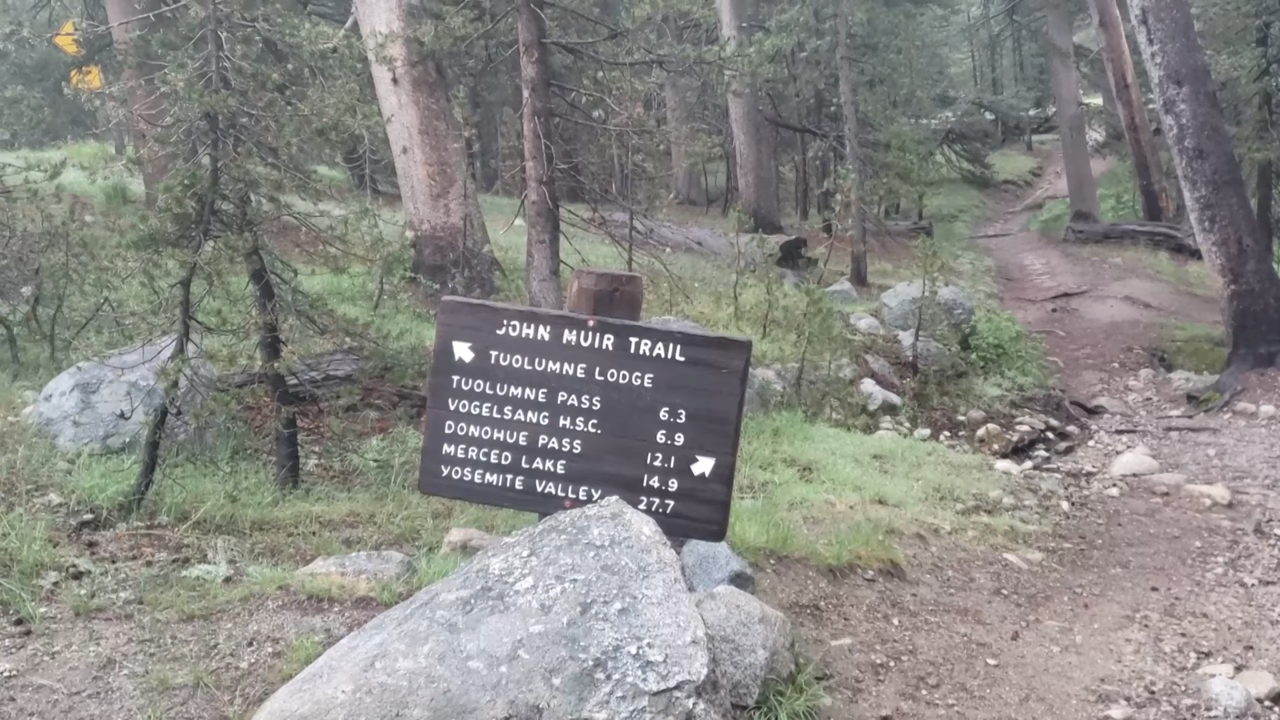 JOHN MUIR TRAIL
TUOLUMNE LODGE
TUOLUMNE PASS 6.3
VOGELSANG H.S.C. 6.9
DONOHUE PASS 12.1
MERCED LAKE 14.9
YOSEMITE VALLEY 27.7